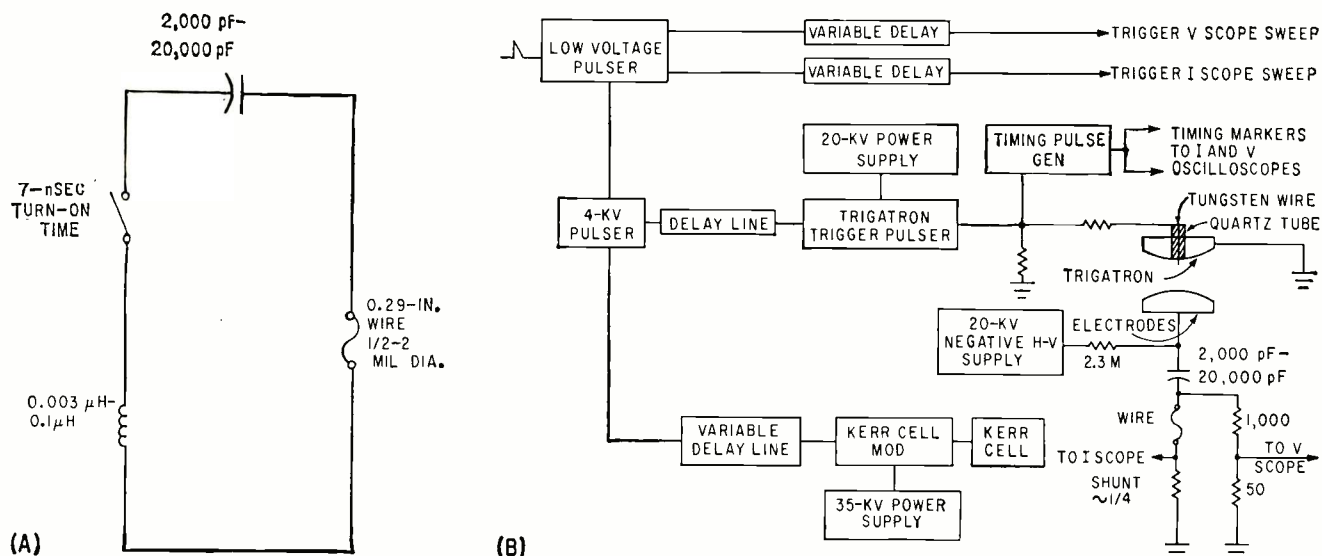 2,000 pF-
20,000 pF
7-nSEC
TURN-ON
TIME
0.29-IN.
WIRE
1/2-2
MIL DIA.
0.003 μH-
0.1μH
(A)
LOW VOLTAGE
PULSER
VARIABLE DELAY
TRIGGER V SCOPE SWEEP
VARIABLE DELAY
TRIGGER I SCOPE SWEEP
20-KV POWER
SUPPLY
TIMING PULSE
GEN
TIMING MARKERS
TO I AND V
OSCILLOSCOPES
4-KV
PULSER
DELAY LINE
TRIGATRON
TRIGGER PULSER
TUNGSTEN WIRE
QUARTZ TUBE
TRIGATRON
ELECTRODES
20-KV
NEGATIVE H-V
SUPPLY
2.3 M
2,000 pF-
20,000 pF
VARIABLE
DELAY LINE
KERR CELL
MOD
KERR
CELL
35-KV POWER
SUPPLY
WIRE
1,000
TO I SCOPE
TO V
SCOPE
SHUNT
~1/4
50
(B)